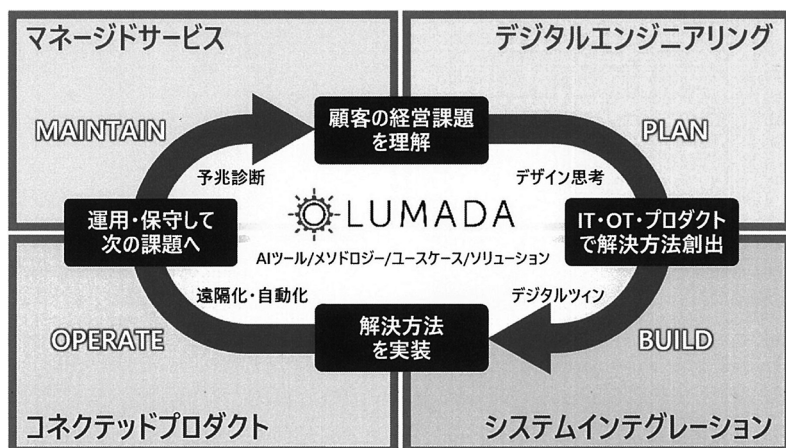 マネージドサービス
デジタルエンジニアリング
MAINTAIN
顧客の経営課題
を理解
PLAN
予兆診断
デザイン思考
運用・保守して
次の課題へ
LUMADA
IT・OT・プロダクト
で解決方法創出
AIツール/メソドロジー/ユースケース/ソリューション
遠隔化・自動化
デジタルツイン
OPERATE
解決方法
を実装
BUILD
コネクテッドプロダクト
システムインテグレーション